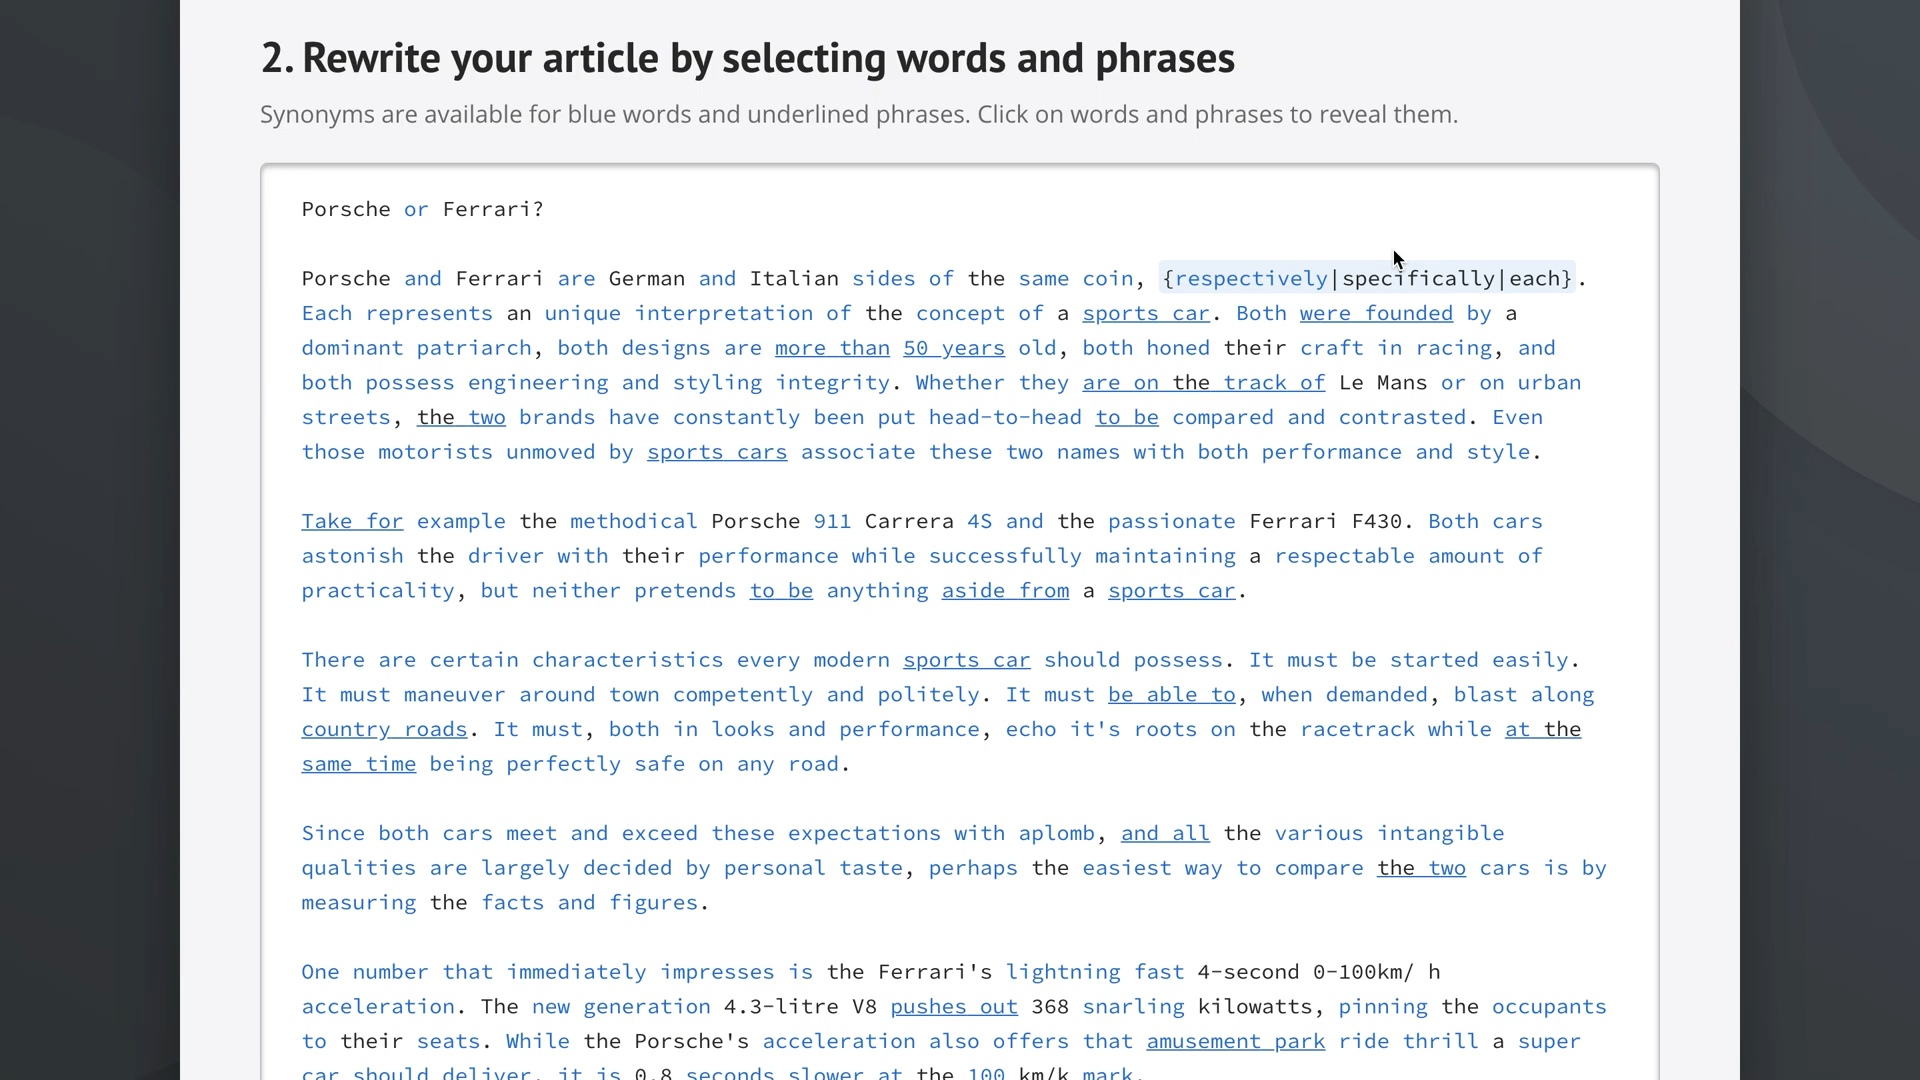 2. Rewrite your article by selecting words and phrases
Synonyms are available for blue words and underlined phrases. Click on words and phrases to reveal them.
Porsche or Ferrari?
Porsche and Ferrari are German and Italian sides of the same coin, {respectively|specifically|each}.
Each represents an unique interpretation of the concept of a sports car. Both were founded by a
dominant patriarch, both designs are more than 50 years old, both honed their craft in racing, and
both possess engineering and styling integrity. Whether they are on the track of Le Mans or on urban
streets, the two brands have constantly been put head-to-head to be compared and contrasted. Even
those motorists unmoved by sports cars associate these two names with both performance and style.
Take for example the methodical Porsche 911 Carrera 4S and the passionate Ferrari F430. Both cars
astonish the driver with their performance while successfully maintaining a respectable amount of
practicality, but neither pretends to be anything aside from a sports car.
There are certain characteristics every modern sports car should possess. It must be started easily.
It must maneuver around town competently and politely. It must be able to, when demanded, blast along
country roads. It must, both in looks and performance, echo it's roots on the racetrack while at the
same time being perfectly safe on any road.
Since both cars meet and exceed these expectations with aplomb, and all the various intangible
qualities are largely decided by personal taste, perhaps the easiest way to compare the two cars is by
measuring the facts and figures.
One number that immediately impresses is the Ferrari's lightning fast 4-second 0-100km/ h
acceleration. The new generation 4.3-litre V8 pushes out 368 snarling kilowatts, pinning the occupants
to their seats. While the Porsche's acceleration also offers that amusement park ride thrill a super
car should deliver, it is 0.8 seconds slower at the 100 km/k mark.